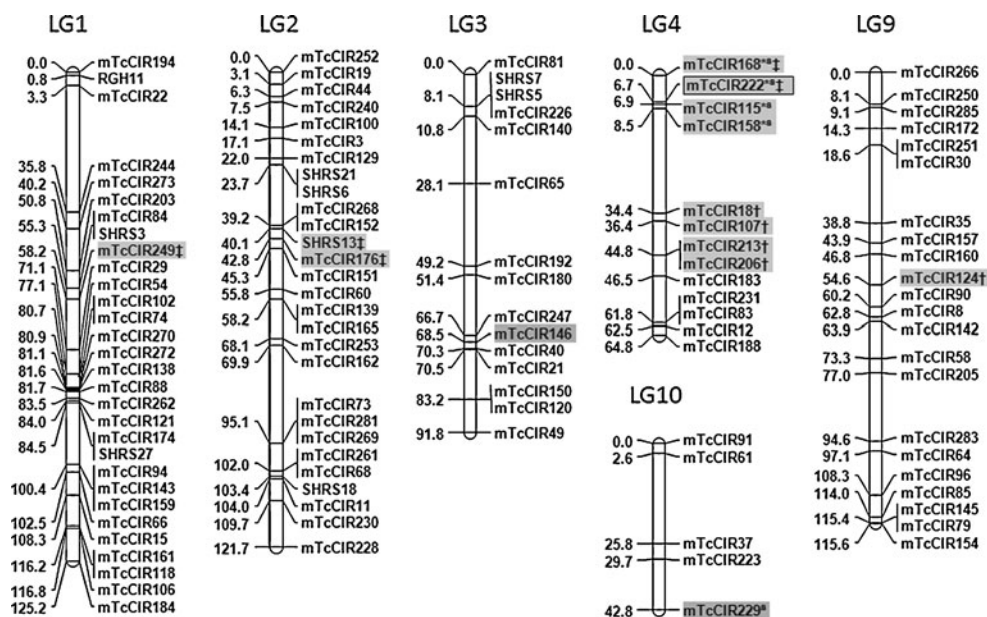 LG1
0.0 mTcCIR194
0.8 RGH11
3.3 mTcCIR22
35.8 mTcCIR244
40.2 mTcCIR273
50.8 mTcCIR203
55.3 mTcCIR84
SHRS3
58.2 mTcCIR249‡
71.1 mTcCIR29
77.1 mTcCIR54
80.7 mTcCIR102
mTcCIR74
80.9 mTcCIR270
81.1 mTcCIR272
81.6 mTcCIR138
81.7 mTcCIR88
83.5 mTcCIR262
84.0 mTcCIR121
84.5 mTcCIR174
SHRS27
100.4 mTcCIR94
mTcCIR143
mTcCIR159
102.5 mTcCIR66
108.3 mTcCIR15
116.2 mTcCIR161
mTcCIR118
116.8 mTcCIR106
125.2 mTcCIR184
LG2
0.0 mTcCIR252
3.1 mTcCIR19
6.3 mTcCIR44
7.5 mTcCIR240
14.1 mTcCIR100
17.1 mTcCIR3
22.0 mTcCIR129
23.7 SHRS21
SHRS6
39.2 mTcCIR268
mTcCIR152
40.1 SHRS13‡
42.8 mTcCIR176‡
45.3 mTcCIR151
55.8 mTcCIR60
58.2 mTcCIR139
mTcCIR165
68.1 mTcCIR253
69.9 mTcCIR162
95.1 mTcCIR73
mTcCIR281
mTcCIR269
102.0 mTcCIR261
mTcCIR68
103.4 SHRS18
104.0 mTcCIR11
109.7 mTcCIR230
121.7 mTcCIR228
LG3
0.0 mTcCIR81
8.1 SHRS7
SHRS5
mTcCIR226
10.8 mTcCIR140
28.1 mTcCIR65
49.2 mTcCIR192
51.4 mTcCIR180
66.7 mTcCIR247
68.5 mTcCIR146
70.3 mTcCIR40
70.5 mTcCIR21
83.2 mTcCIR150
mTcCIR120
91.8 mTcCIR49
LG4
0.0 mTcCIR168*ª‡
6.7 mTcCIR222*ª‡
6.9 mTcCIR115*ª
8.5 mTcCIR158*ª
34.4 mTcCIR18†
36.4 mTcCIR107†
44.8 mTcCIR213†
mTcCIR206†
46.5 mTcCIR183
61.8 mTcCIR231
mTcCIR83
62.5 mTcCIR12
64.8 mTcCIR188
LG10
0.0 mTcCIR91
2.6 mTcCIR61
25.8 mTcCIR37
29.7 mTcCIR223
42.8 mTcCIR229ª
LG9
0.0 mTcCIR266
8.1 mTcCIR250
9.1 mTcCIR285
14.3 mTcCIR172
18.6 mTcCIR251
mTcCIR30
38.8 mTcCIR35
43.9 mTcCIR157
46.8 mTcCIR160
54.6 mTcCIR124†
60.2 mTcCIR90
62.8 mTcCIR8
63.9 mTcCIR142
73.3 mTcCIR58
77.0 mTcCIR205
94.6 mTcCIR283
97.1 mTcCIR64
108.3 mTcCIR96
114.0 mTcCIR85
115.4 mTcCIR145
mTcCIR79
115.6 mTcCIR154